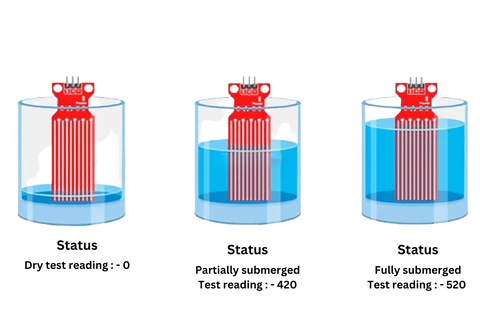 Status
Dry test reading : - 0
Status
Partially submerged
Test reading : - 420
Status
Fully submerged
Test reading : - 520